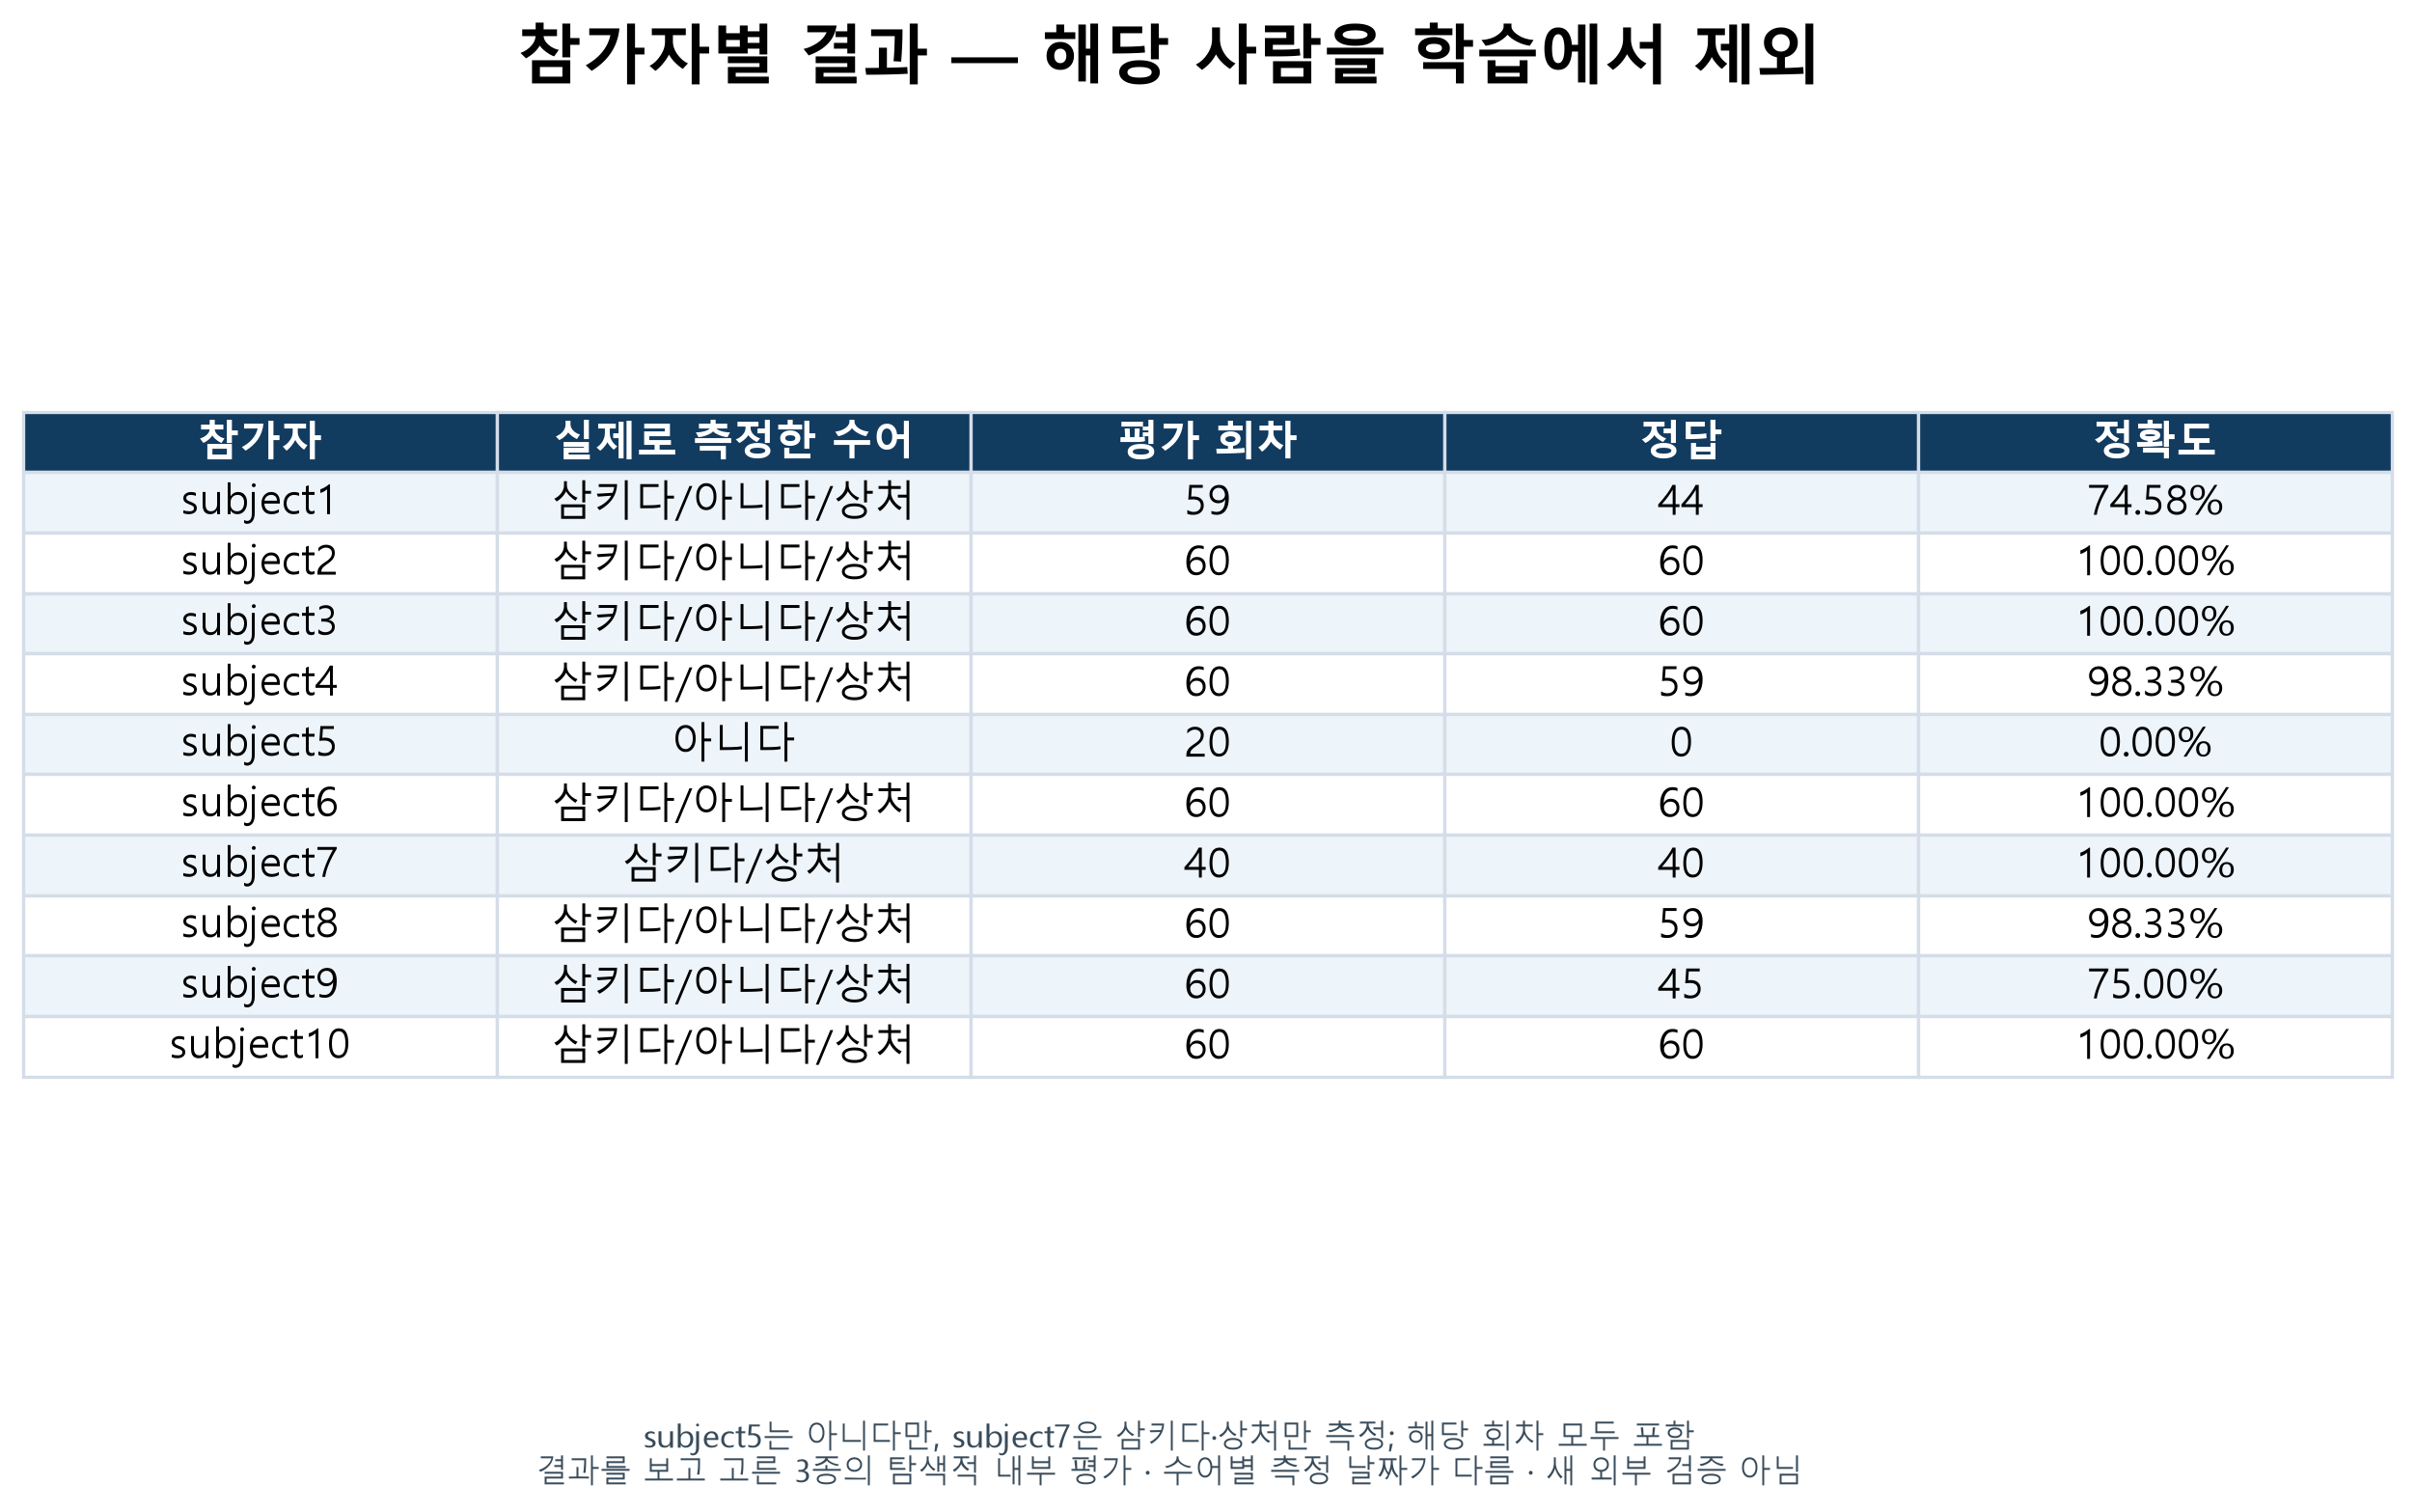 참가자별 결과 — 해당 사람을 학습에서 제외
참가자 실제로 측정한 수어 평가 회차 정답 정확도
subject1 삼키다/아니다/상처 59 44 74.58%
subject2 삼키다/아니다/상처 60 60 100.00%
subject3 삼키다/아니다/상처 60 60 100.00%
subject4 삼키다/아니다/상처 60 59 98.33%
subject5 아니다 20 0 0.00%
subject6 삼키다/아니다/상처 60 60 100.00%
subject7 삼키다/상처 40 40 100.00%
subject8 삼키다/아니다/상처 60 59 98.33%
subject9 삼키다/아니다/상처 60 45 75.00%
subject10 삼키다/아니다/상처 60 60 100.00%
subject5는 아니다만, subject7은 삼키다·상처만 측정; 해당 회차 모두 포함
결과를 보고 고른 3종의 탐색적 내부 평가 · 수어별 측정 날짜가 다름 · 새 외부 검증 아님